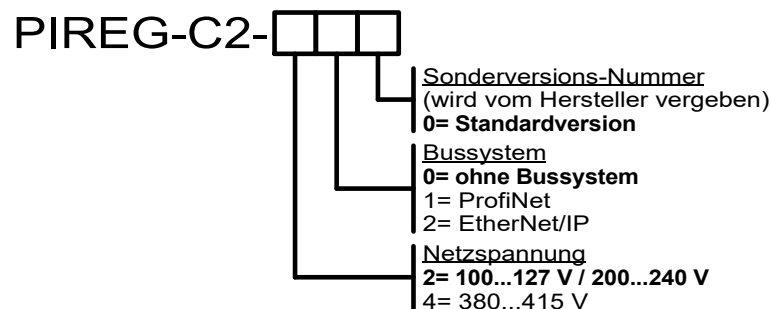 PIREG-C2-
Sonderversions-Nummer
(wird vom Hersteller vergeben)
0= Standardversion
Bussystem
0= ohne Bussystem
1= ProfiNet
2= EtherNet/IP
Netzspannung
2= 100...127 V / 200...240 V
4= 380...415 V